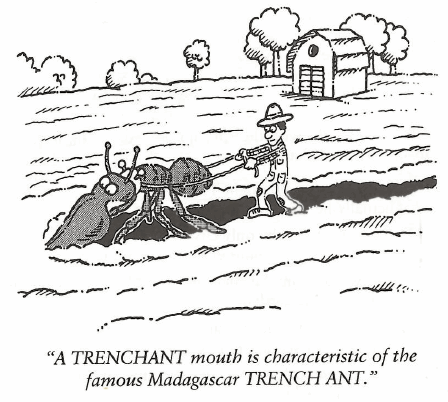 "A TRENCHANT mouth is characteristic of the
famous Madagascar TRENCH ANT."